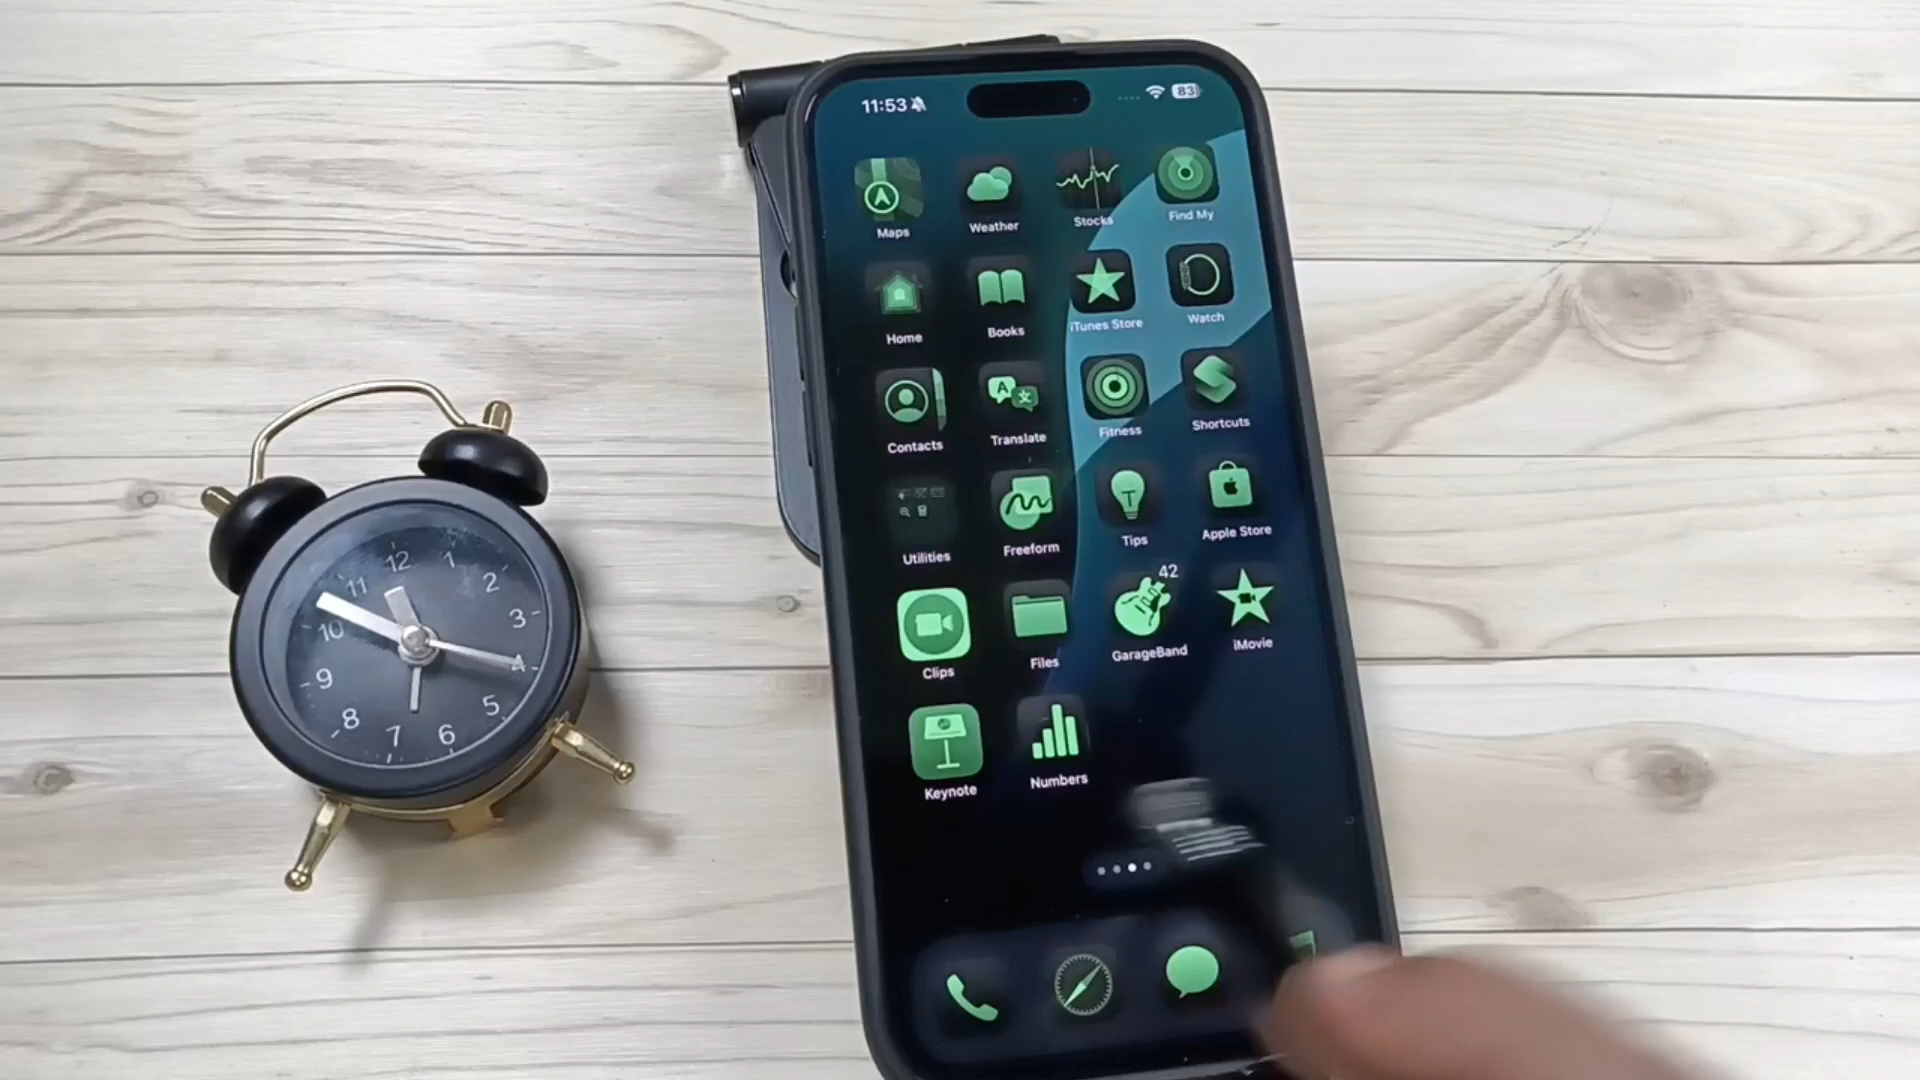 11:53 83
Maps Weather Stocks Find My
Home Books iTunes Store Watch
Contacts A 文 Translate Fitness Shortcuts
Utilities Freeform T Tips Apple Store
42
Clips Files GarageBand iMovie
Keynote Numbers
12
1
2
3
4
5
6
7
8
9
10
11